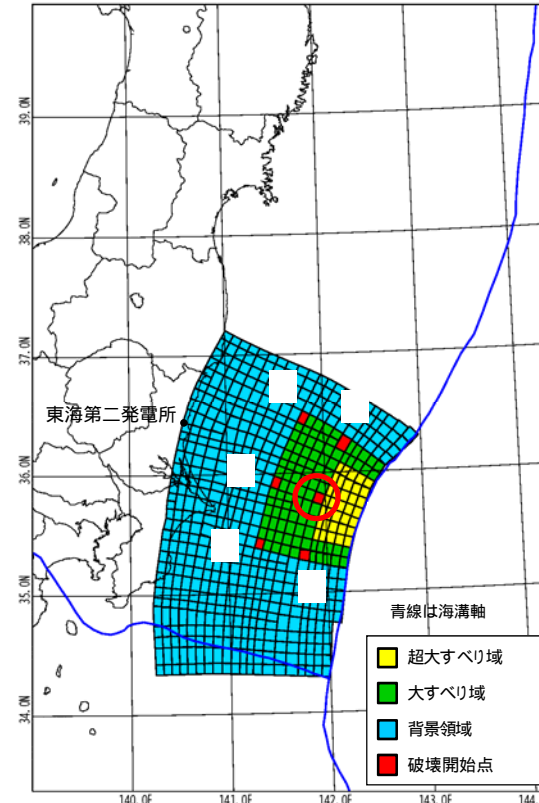 39.0N
38.0N
37.0N
東海第二発電所
36.0N
35.0N
青線は海溝軸
超大すべり域
大すべり域
34.0N
背景領域
破壊開始点
140.0E
141.0E
142.0E
143.0E
144.